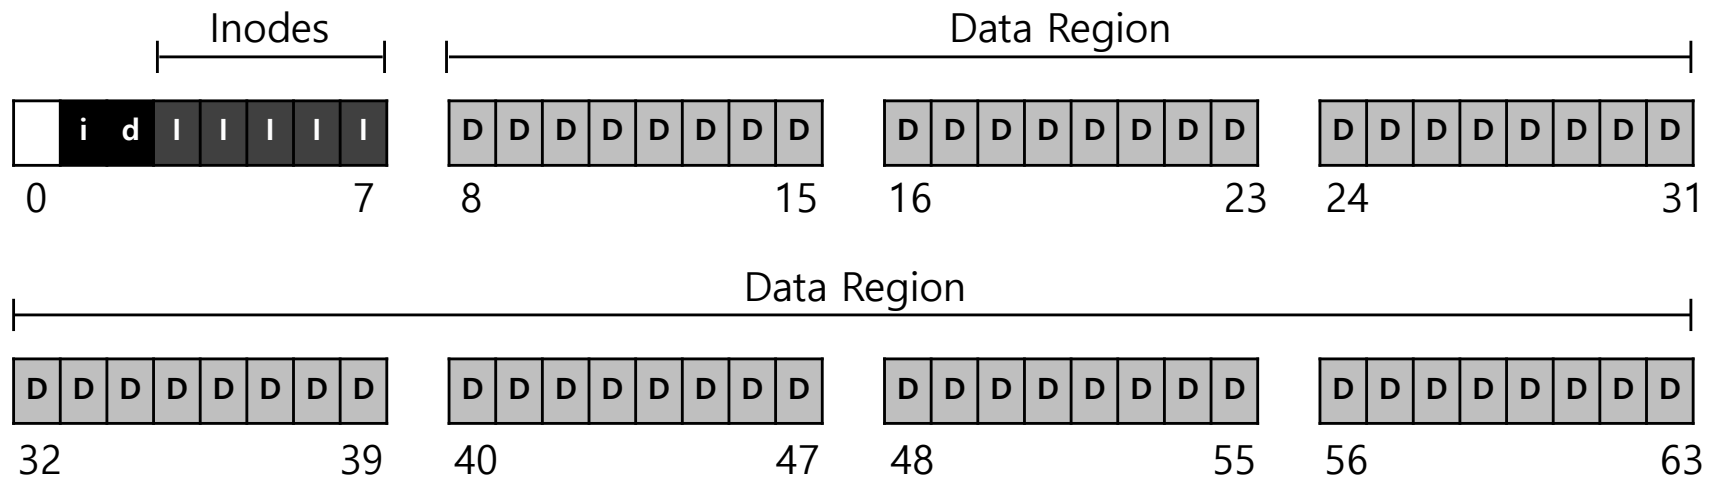 Inodes Data Region
i d I I I I I D D D D D D D D D D D D D D D D D D D D D D D D
0 7 8 15 16 23 24 31
Data Region
D D D D D D D D D D D D D D D D D D D D D D D D D D D D D D D D
32 39 40 47 48 55 56 63